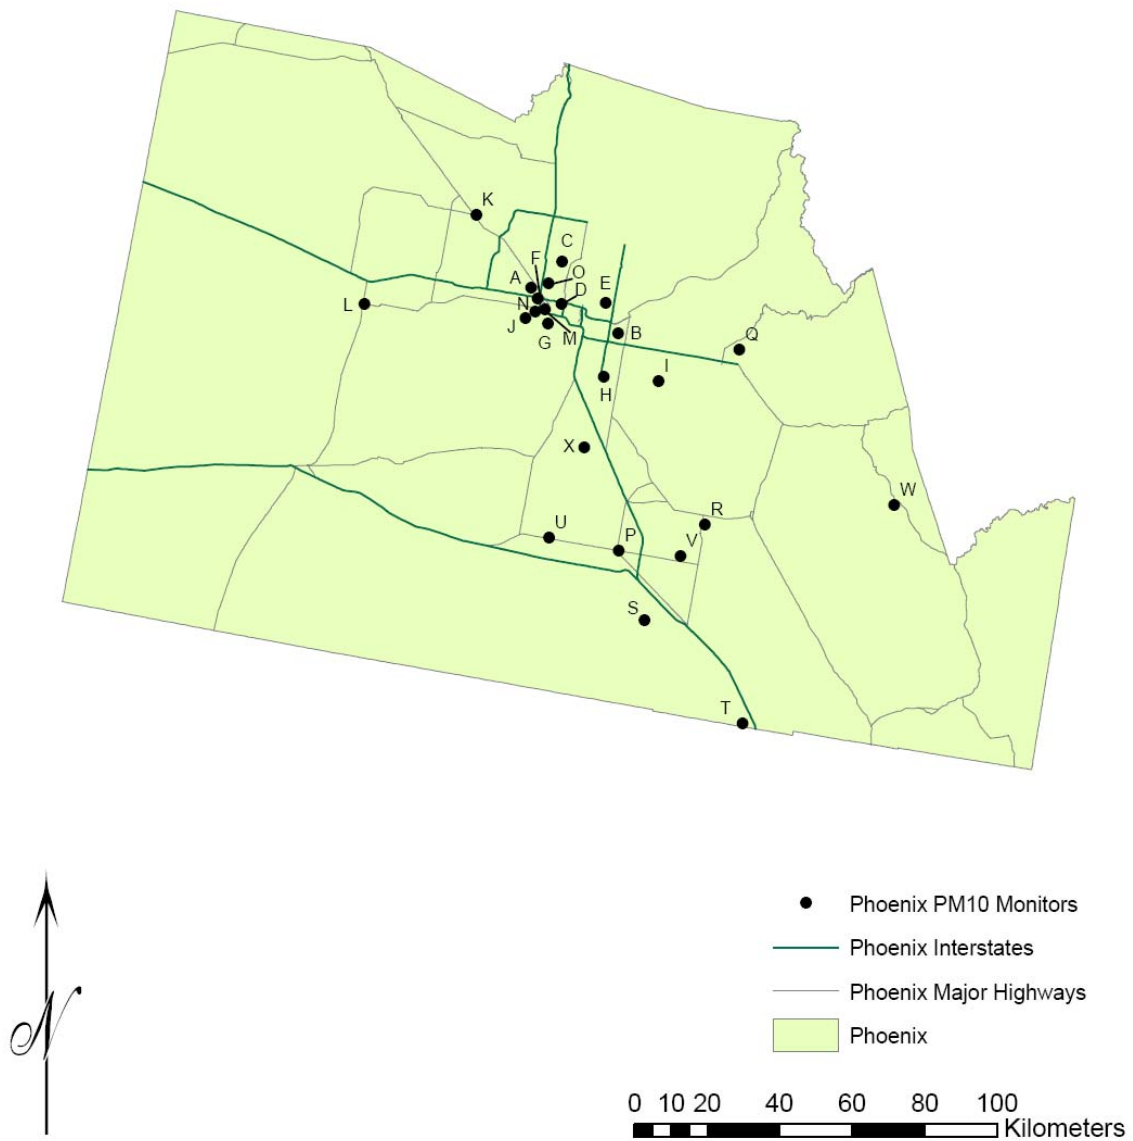 K
C
F
A
O
E
D
N
L
J
G
M
B
Q
I
H
X
W
R
U
P
V
S
T
N
Phoenix PM10 Monitors
Phoenix Interstates
Phoenix Major Highways
Phoenix
0 10 20 40 60 80 100
Kilometers